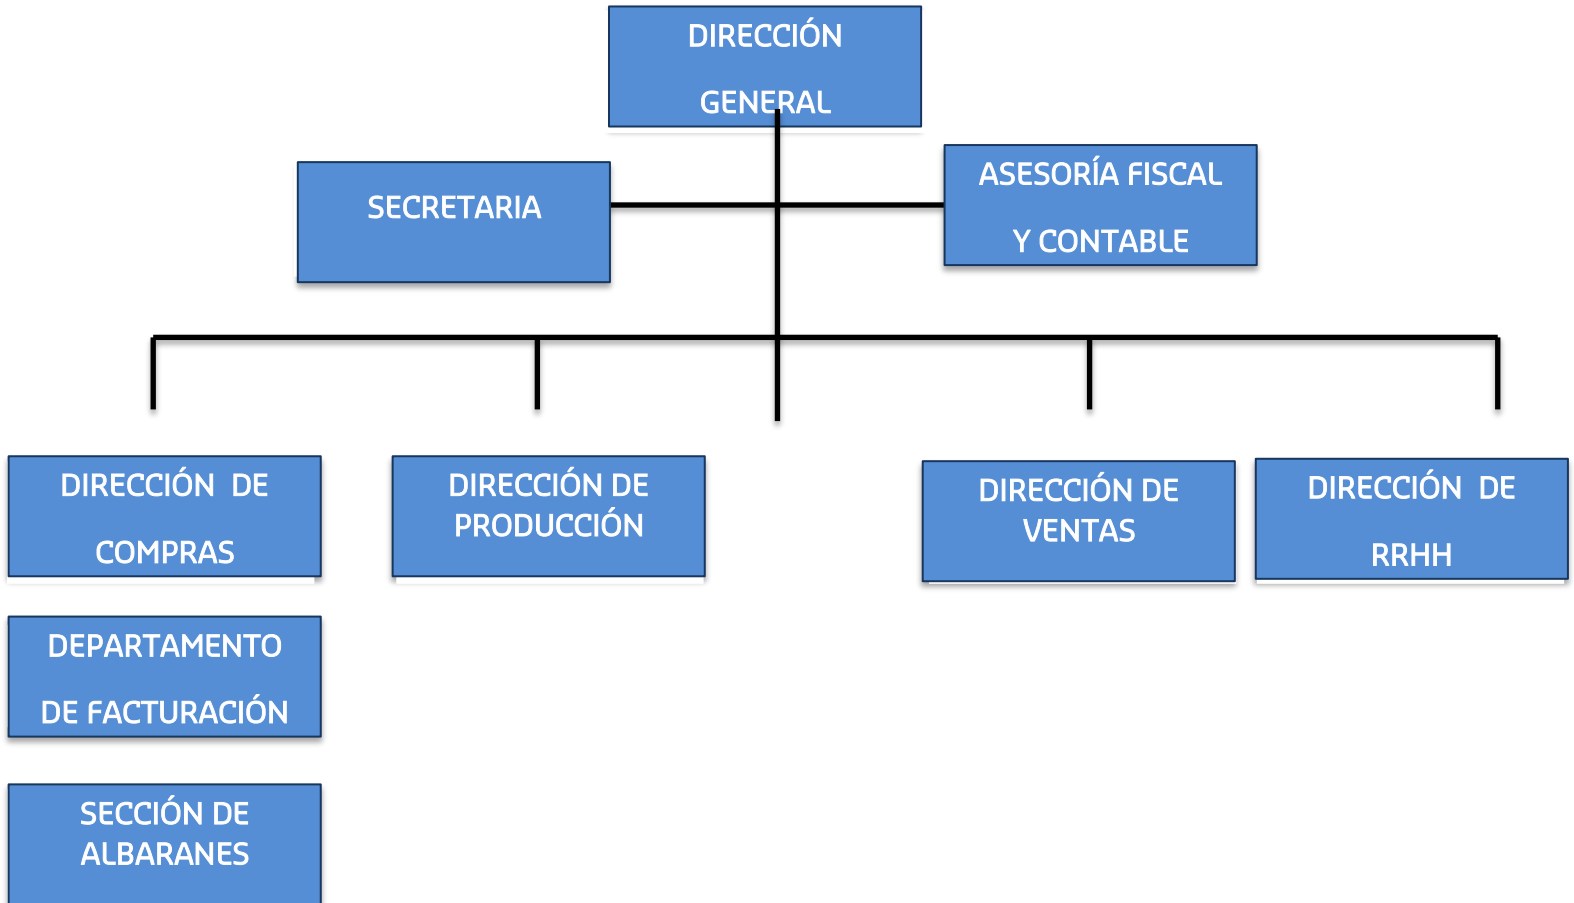 DIRECCIÓN
GENERAL
SECRETARIA
ASESORÍA FISCAL
Y CONTABLE
DIRECCIÓN DE
COMPRAS
DIRECCIÓN DE
PRODUCCIÓN
DIRECCIÓN DE
VENTAS
DIRECCIÓN DE
RRHH
DEPARTAMENTO
DE FACTURACIÓN
SECCIÓN DE
ALBARANES